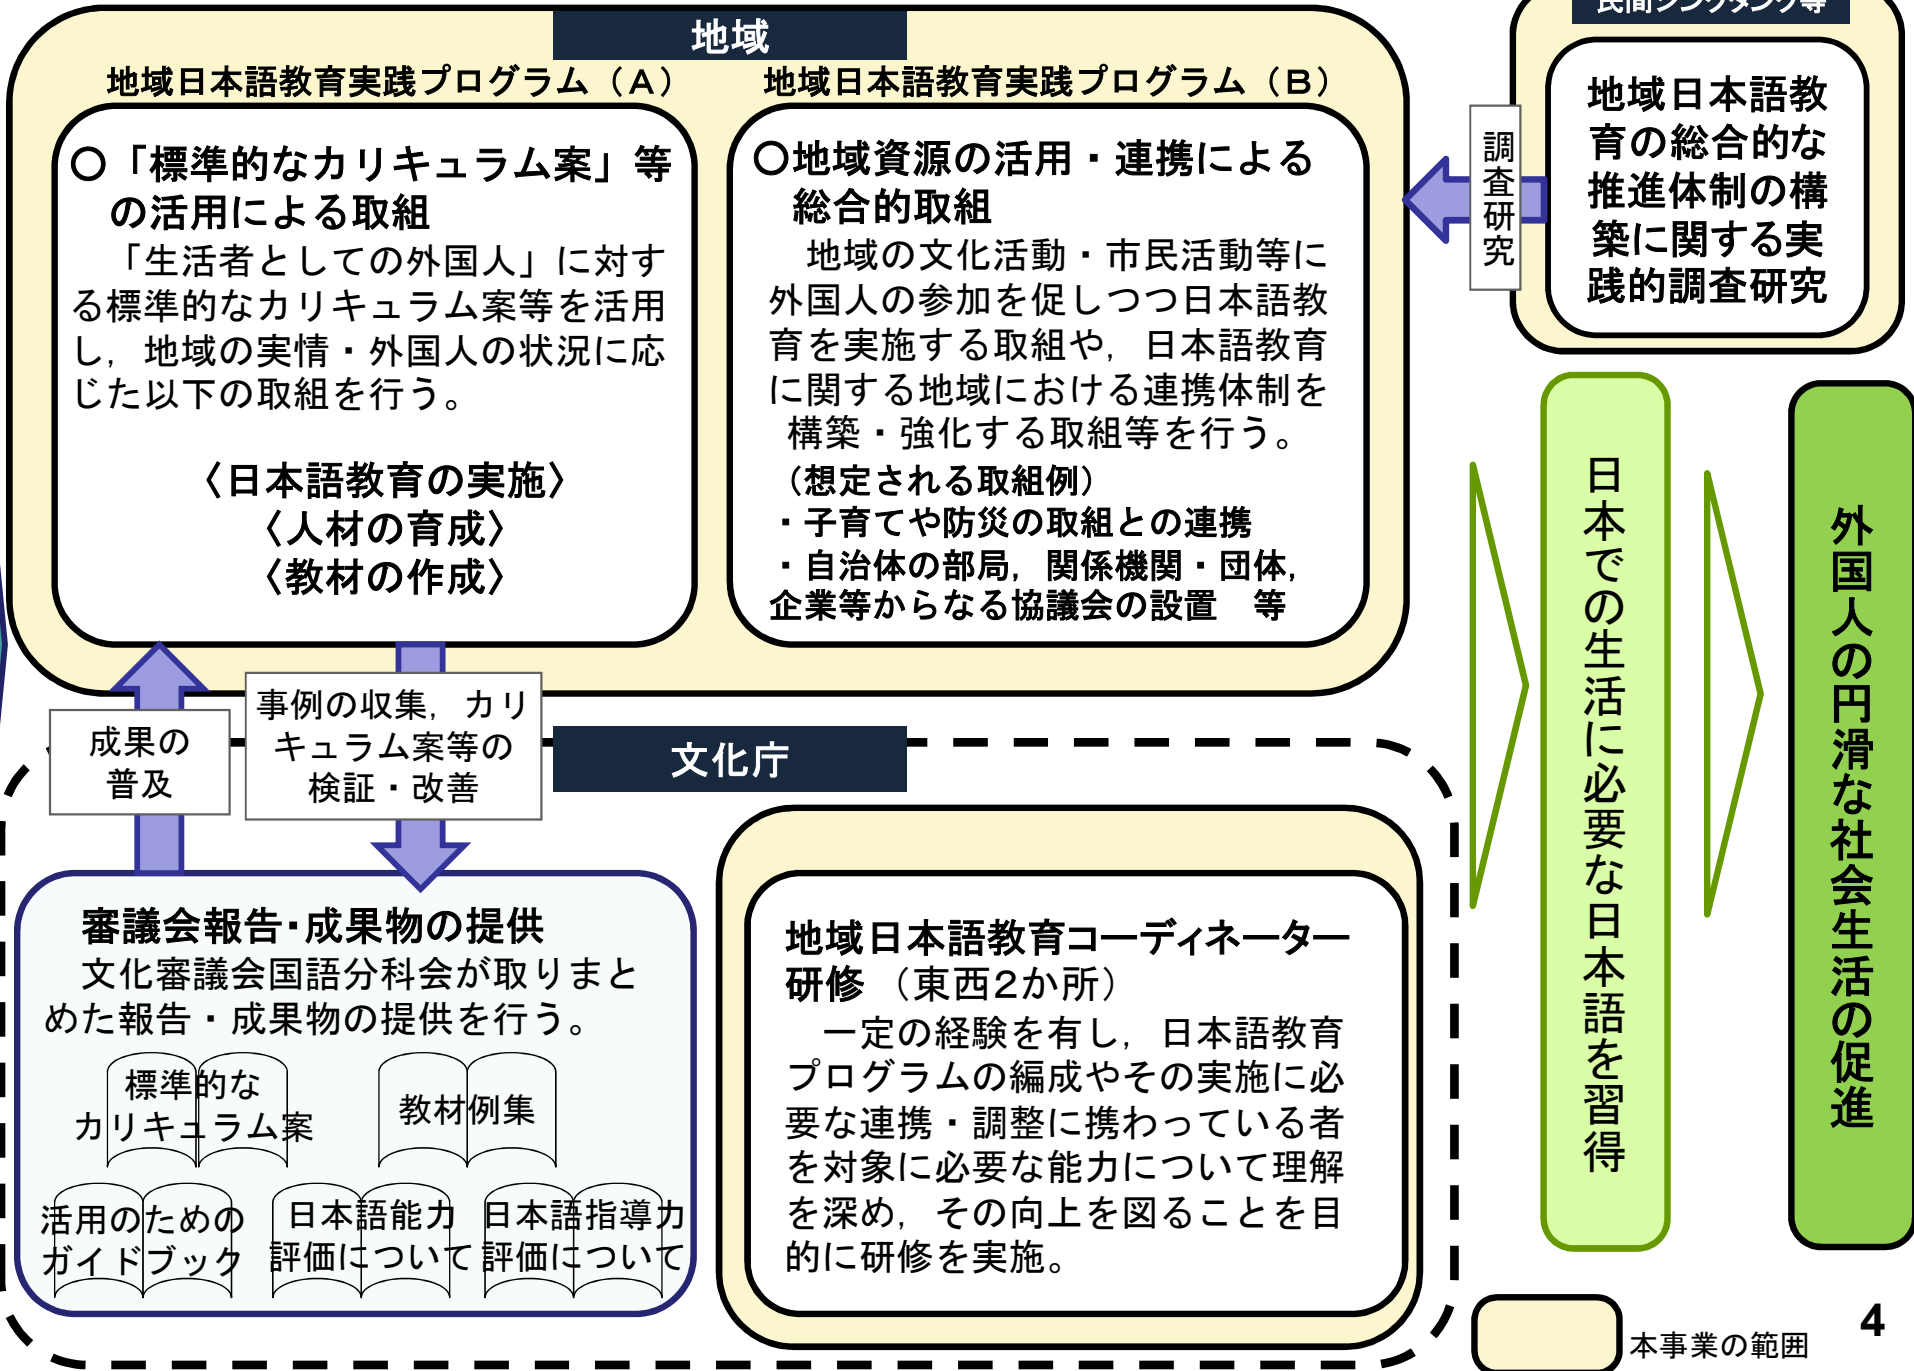 地域
地域日本語教育実践プログラム（Ａ）
○「標準的なカリキュラム案」等
の活用による取組
「生活者としての外国人」に対す
る標準的なカリキュラム案等を活用
し，地域の実情・外国人の状況に応
じた以下の取組を行う。
〈日本語教育の実施〉
〈人材の育成〉
〈教材の作成〉
地域日本語教育実践プログラム（Ｂ）
○地域資源の活用・連携による
総合的取組
地域の文化活動・市民活動等に
外国人の参加を促しつつ日本語教
育を実施する取組や，日本語教育
に関する地域における連携体制を
構築・強化する取組等を行う。
（想定される取組例）
・子育てや防災の取組との連携
・自治体の部局，関係機関・団体，
企業等からなる協議会の設置　等
民間シンクタンク等
地域日本語教
育の総合的な
推進体制の構
築に関する実
践的調査研究
調査研究
成果の
普及
事例の収集，カリ
キュラム案等の
検証・改善
文化庁
審議会報告・成果物の提供
文化審議会国語分科会が取りまと
めた報告・成果物の提供を行う。
標準的な
カリキュラム案
教材例集
活用のための
ガイドブック
日本語能力
評価について
日本語指導力
評価について
地域日本語教育コーディネーター
研修（東西2か所）
一定の経験を有し，日本語教育
プログラムの編成やその実施に必
要な連携・調整に携わっている者
を対象に必要な能力について理解
を深め，その向上を図ることを目
的に研修を実施。
日本での生活に必要な日本語を習得
外国人の円滑な社会生活の促進
本事業の範囲
4